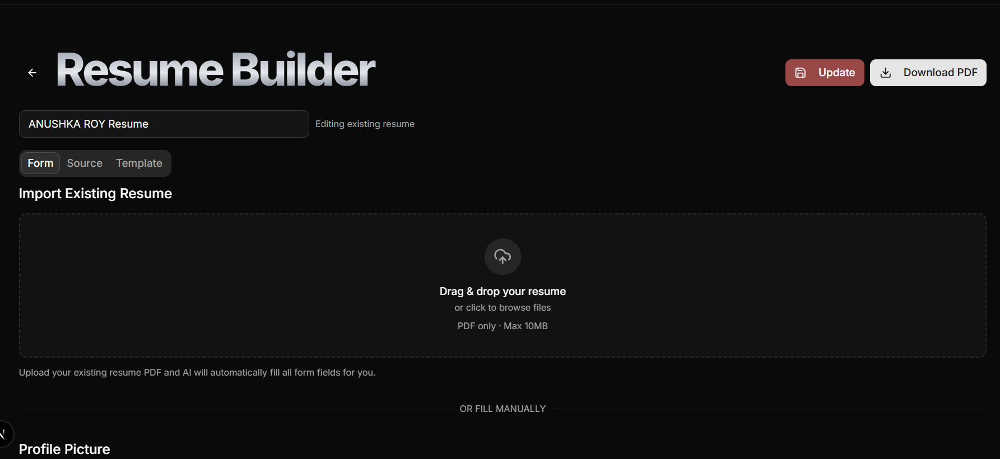 Resume Builder
Update
Download PDF
ANUSHKA ROY Resume
Editing existing resume
Form
Source
Template
Import Existing Resume
Drag & drop your resume
or click to browse files
PDF only · Max 10MB
Upload your existing resume PDF and AI will automatically fill all form fields for you.
OR FILL MANUALLY
N
Profile Picture